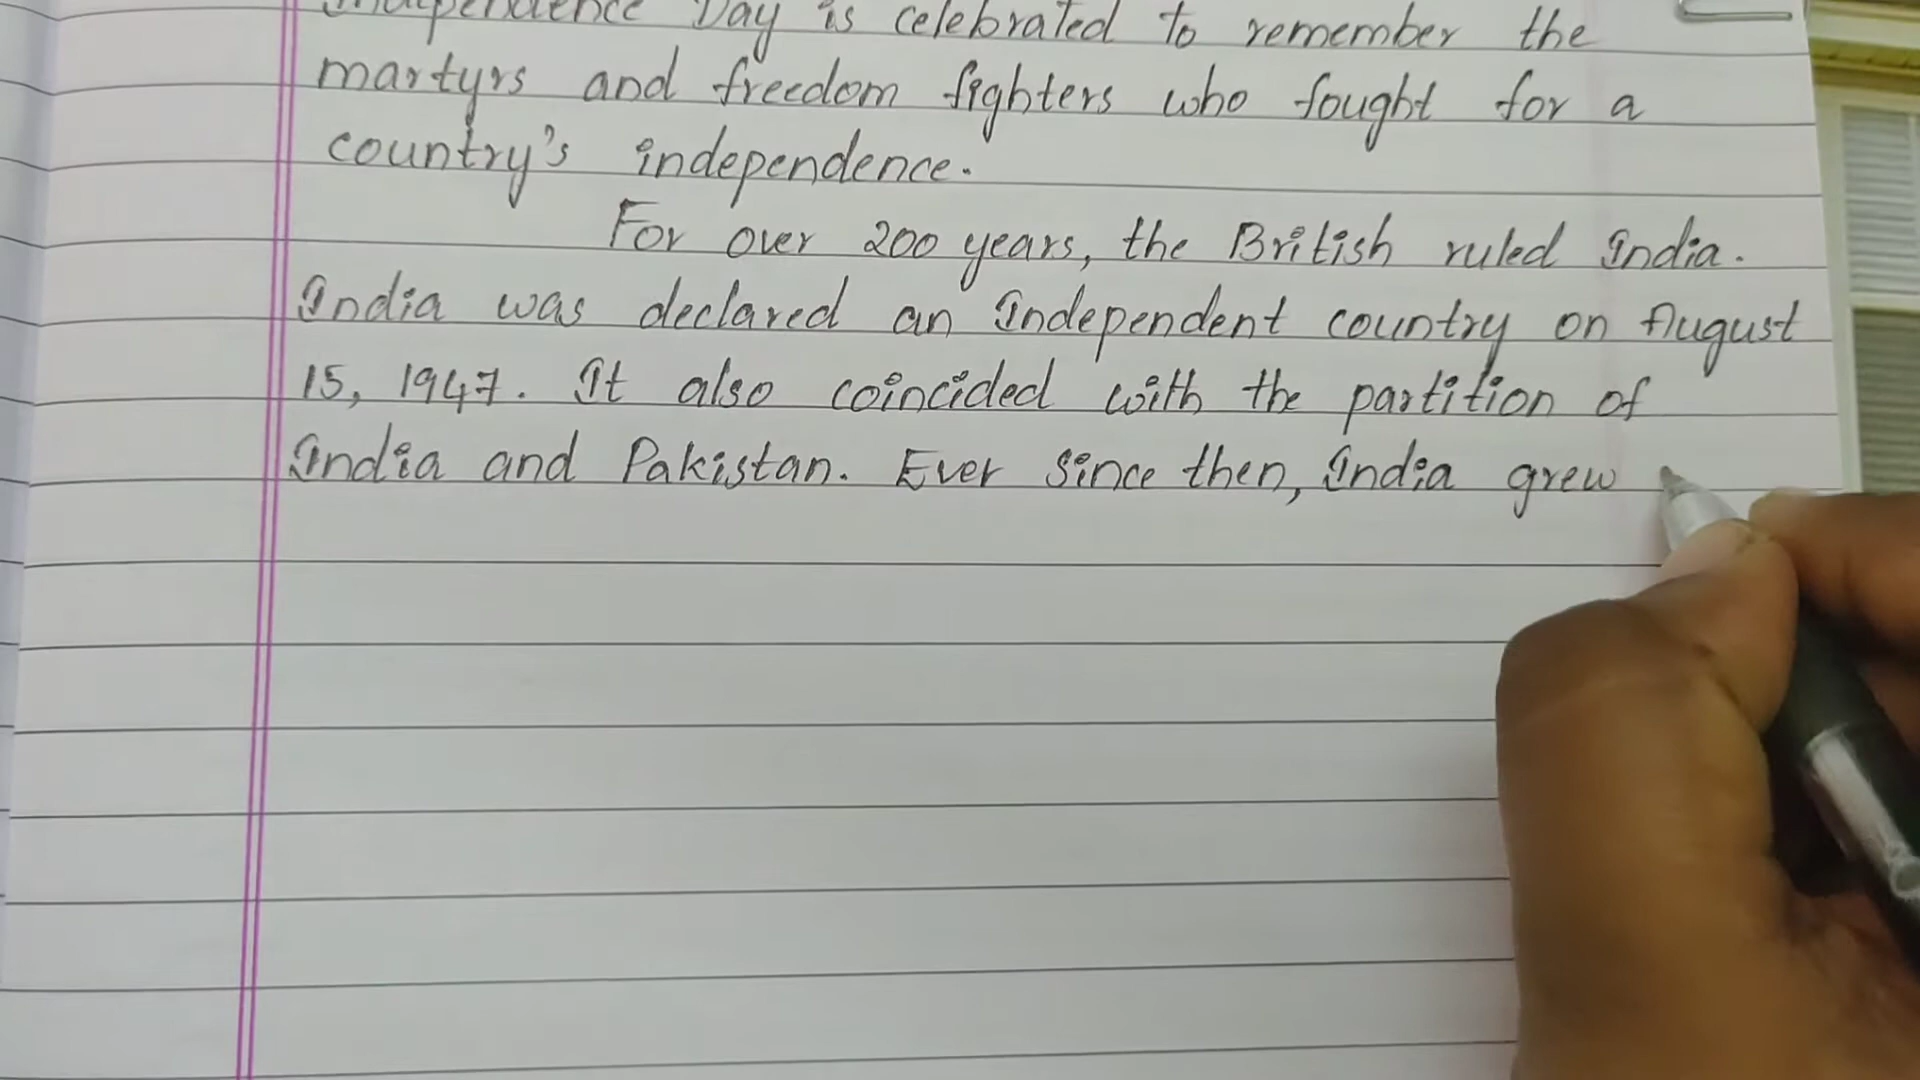 Independence Day is celebrated to remember the
martyrs and freedom fighters who fought for a
country's independence.
For over 200 years, the British ruled India.
India was declared an Independent country on August
15, 1947. It also coincided with the partition of
India and Pakistan. Ever since then, India grew